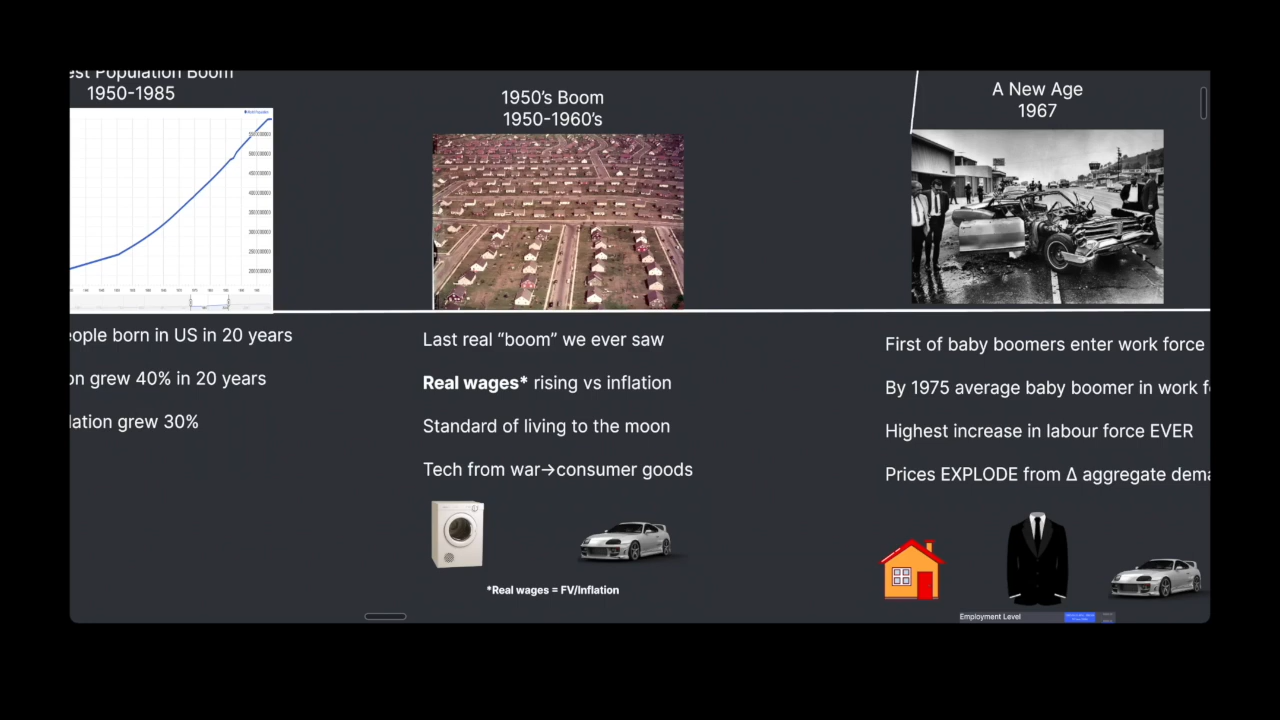 est Population Boom
1950-1985
1950's Boom
1950-1960's
A New Age
1967
eople born in US in 20 years
on grew 40% in 20 years
lation grew 30%
Last real “boom” we ever saw
Real wages* rising vs inflation
Standard of living to the moon
Tech from war→consumer goods
*Real wages = FV/Inflation
First of baby boomers enter work force
By 1975 average baby boomer in work f
Highest increase in labour force EVER
Prices EXPLODE from Δ aggregate dema
Employment Level